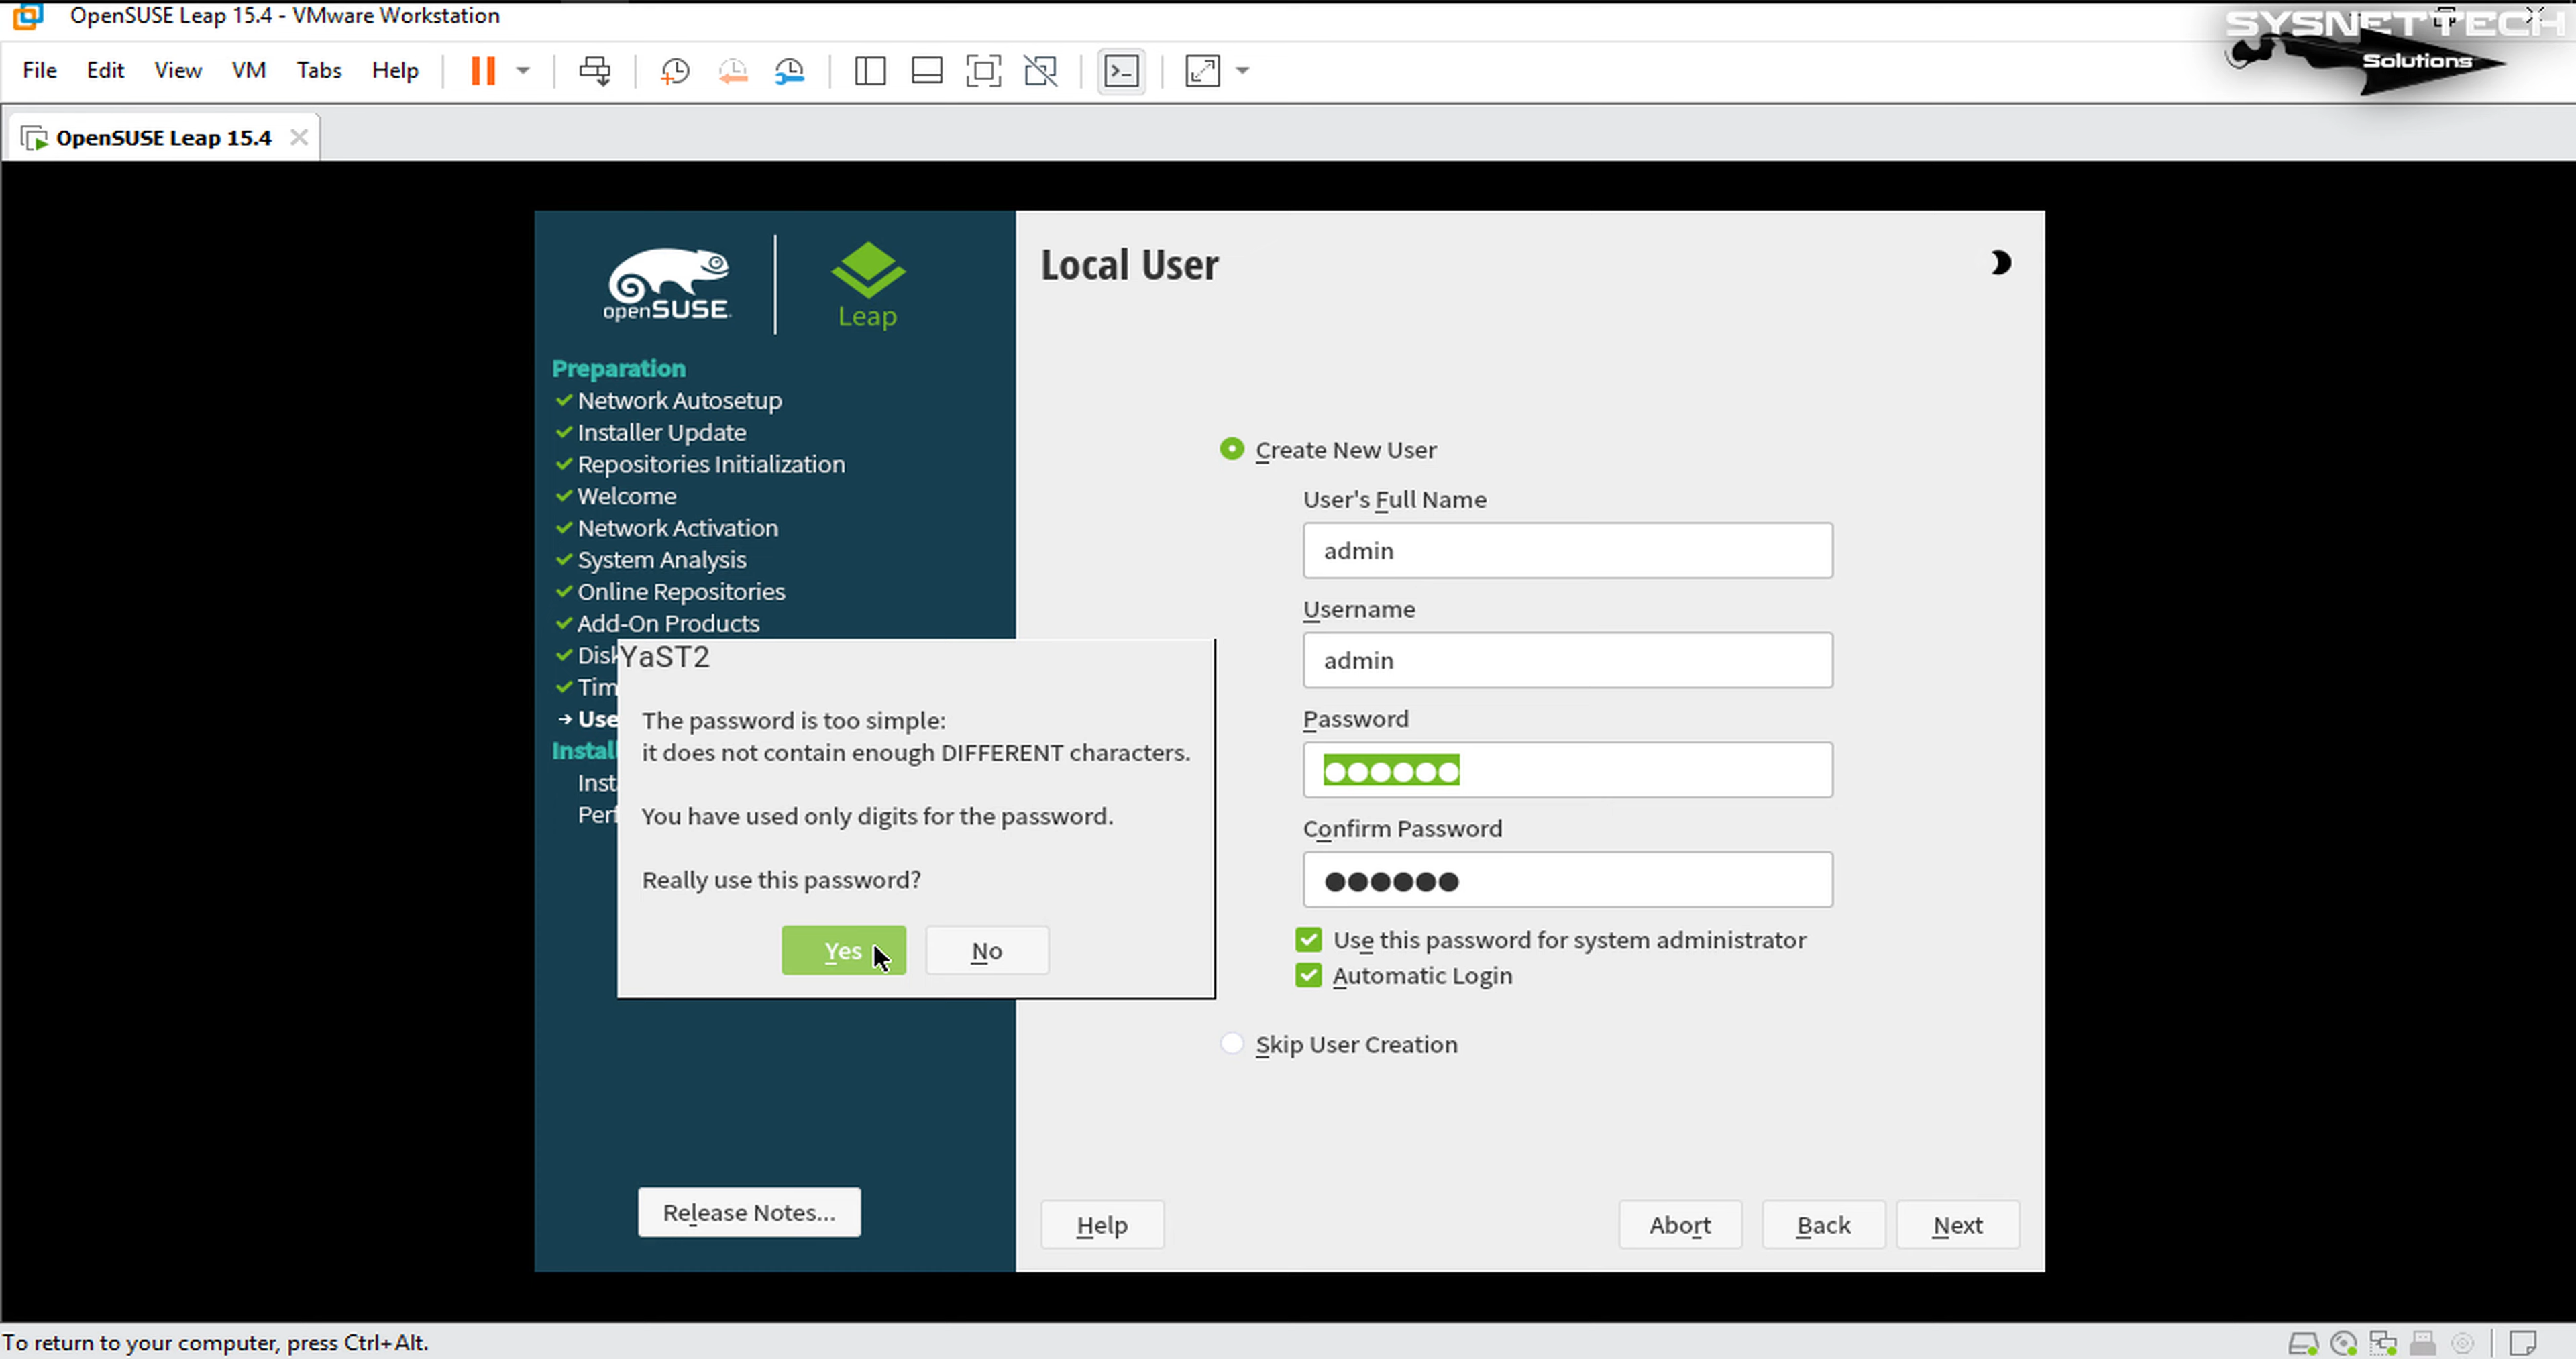 OpenSUSE Leap 15.4 - VMware Workstation
SYSNETTECH
Solutions
File Edit View VM Tabs Help
OpenSUSE Leap 15.4
openSUSE
Leap
Preparation
Network Autosetup
Installer Update
Repositories Initialization
Welcome
Network Activation
System Analysis
Online Repositories
Add-On Products
Disk
Tim
Use
Install
Inst
Perf
YaST2
The password is too simple:
it does not contain enough DIFFERENT characters.
You have used only digits for the password.
Really use this password?
Yes No
Release Notes...
Local User
Create New User
User's Full Name
admin
Username
admin
Password
●●●●●●
Confirm Password
●●●●●●
Use this password for system administrator
Automatic Login
Skip User Creation
Help Abort Back Next
To return to your computer, press Ctrl+Alt.